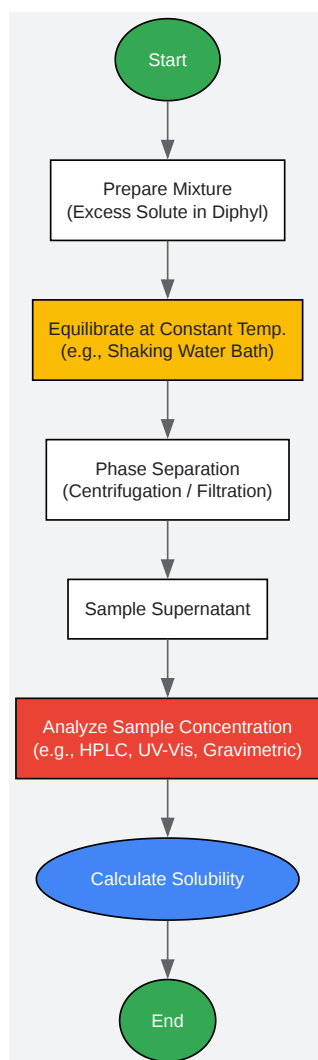 Start
Prepare Mixture
(Excess Solute in Diphyl)
Equilibrate at Constant Temp.
(e.g., Shaking Water Bath)
Phase Separation
(Centrifugation / Filtration)
Sample Supernatant
Analyze Sample Concentration
(e.g., HPLC, UV-Vis, Gravimetric)
Calculate Solubility
End